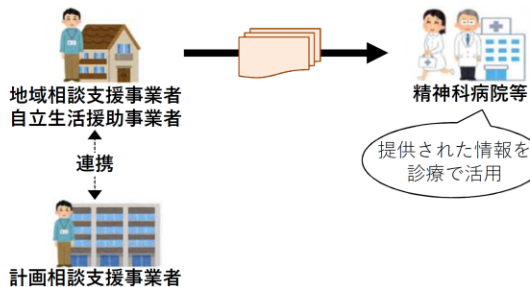 地域相談支援事業者
自立生活援助事業者
精神科病院等
提供された情報を
診療で活用
連携
計画相談支援事業者